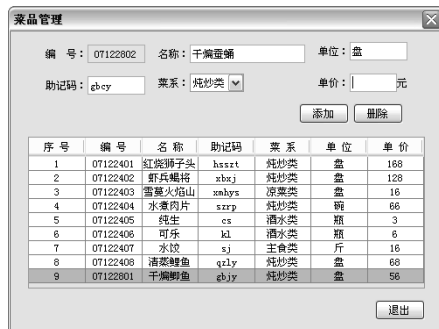 菜品管理
编 号: 07122802 名称: 干煸蚕蛹 单位: 盘
助记码: gbcy 菜系: 炖炒类 单价: 元
添加 删除
序 号 编 号 名 称 助记码 菜 系 单 位 单 价
1 07122401 红烧狮子头 hsszt 炖炒类 盘 168
2 07122402 虾兵蝎将 xbxj 炖炒类 盘 128
3 07122403 雪蔓火焰山 xmhys 凉菜类 盘 16
4 07122404 水煮肉片 szrp 炖炒类 碗 66
5 07122405 纯生 cs 酒水类 瓶 3
6 07122406 可乐 kl 酒水类 瓶 6
7 07122407 水饺 sj 主食类 斤 16
8 07122408 清蒸鲤鱼 qzly 炖炒类 盘 68
9 07122801 干煸鲫鱼 gbjy 炖炒类 盘 56
退出